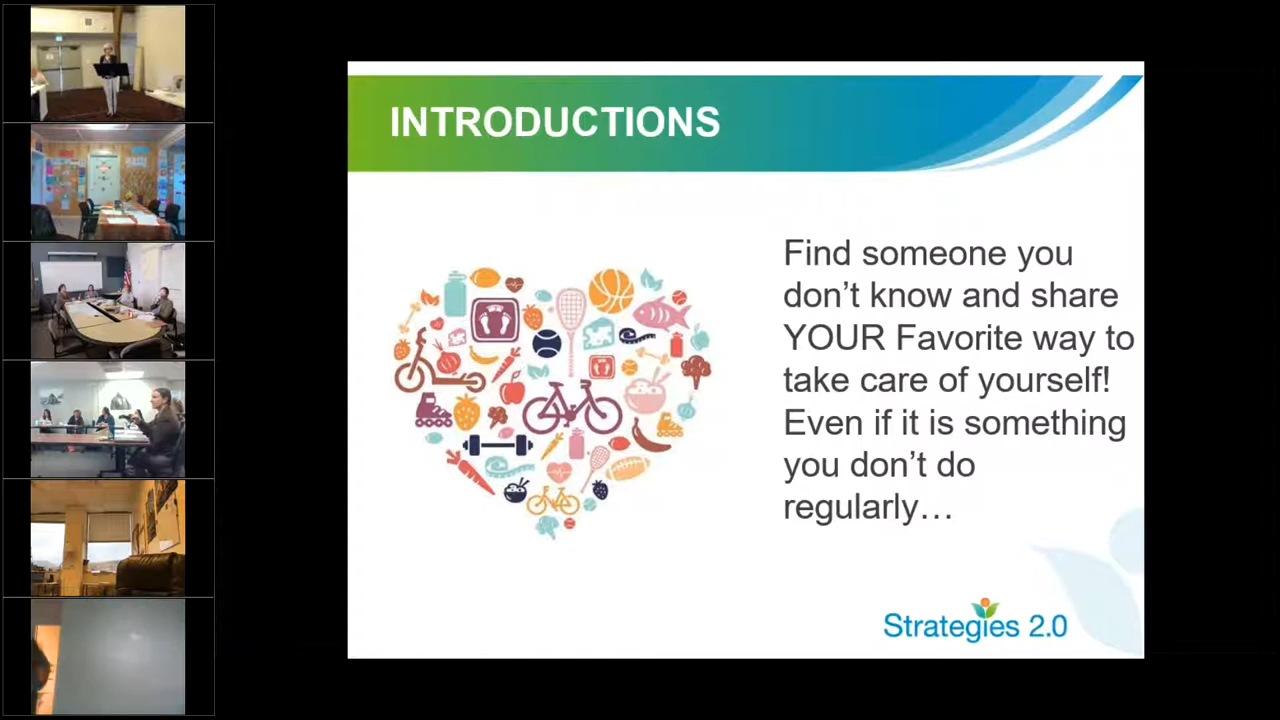 INTRODUCTIONS
Find someone you
don’t know and share
YOUR Favorite way to
take care of yourself!
Even if it is something
you don’t do
regularly…
Strategies 2.0